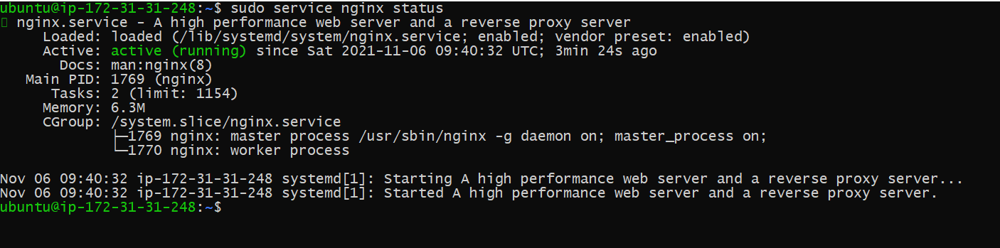 ubuntu@ip-172-31-31-248:~$ sudo service nginx status
nginx.service - A high performance web server and a reverse proxy server
     Loaded: loaded (/lib/systemd/system/nginx.service; enabled; vendor preset: enabled)
     Active: active (running) since Sat 2021-11-06 09:40:32 UTC; 3min 24s ago
       Docs: man:nginx(8)
   Main PID: 1769 (nginx)
      Tasks: 2 (limit: 1154)
     Memory: 6.3M
     CGroup: /system.slice/nginx.service
             ├─1769 nginx: master process /usr/sbin/nginx -g daemon on; master_process on;
             └─1770 nginx: worker process
Nov 06 09:40:32 ip-172-31-31-248 systemd[1]: Starting A high performance web server and a reverse proxy server...
Nov 06 09:40:32 ip-172-31-31-248 systemd[1]: Started A high performance web server and a reverse proxy server.
ubuntu@ip-172-31-31-248:~$